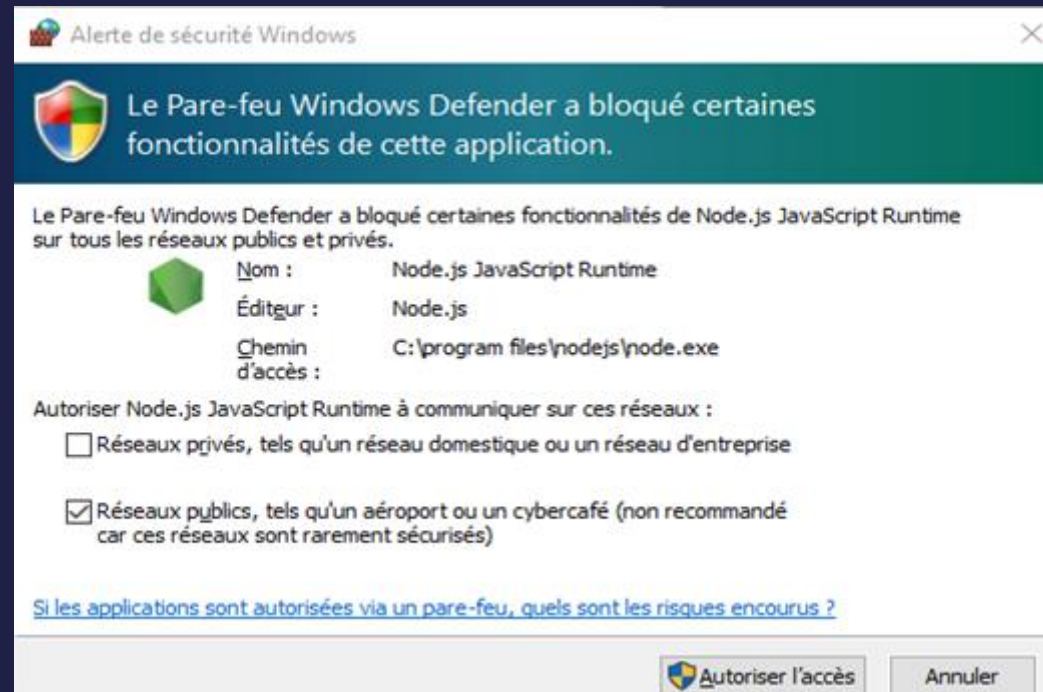 Alerte de sécurité Windows
Le Pare-feu Windows Defender a bloqué certaines
fonctionnalités de cette application.
Le Pare-feu Windows Defender a bloqué certaines fonctionnalités de Node.js JavaScript Runtime
sur tous les réseaux publics et privés.
Nom : Node.js JavaScript Runtime
Éditeur : Node.js
Chemin C:\program files\nodejs\node.exe
d'accès :
Autoriser Node.js JavaScript Runtime à communiquer sur ces réseaux :
Réseaux privés, tels qu'un réseau domestique ou un réseau d'entreprise
Réseaux publics, tels qu'un aéroport ou un cybercafé (non recommandé
car ces réseaux sont rarement sécurisés)
Si les applications sont autorisées via un pare-feu, quels sont les risques encourus ?
Autoriser l'accès Annuler